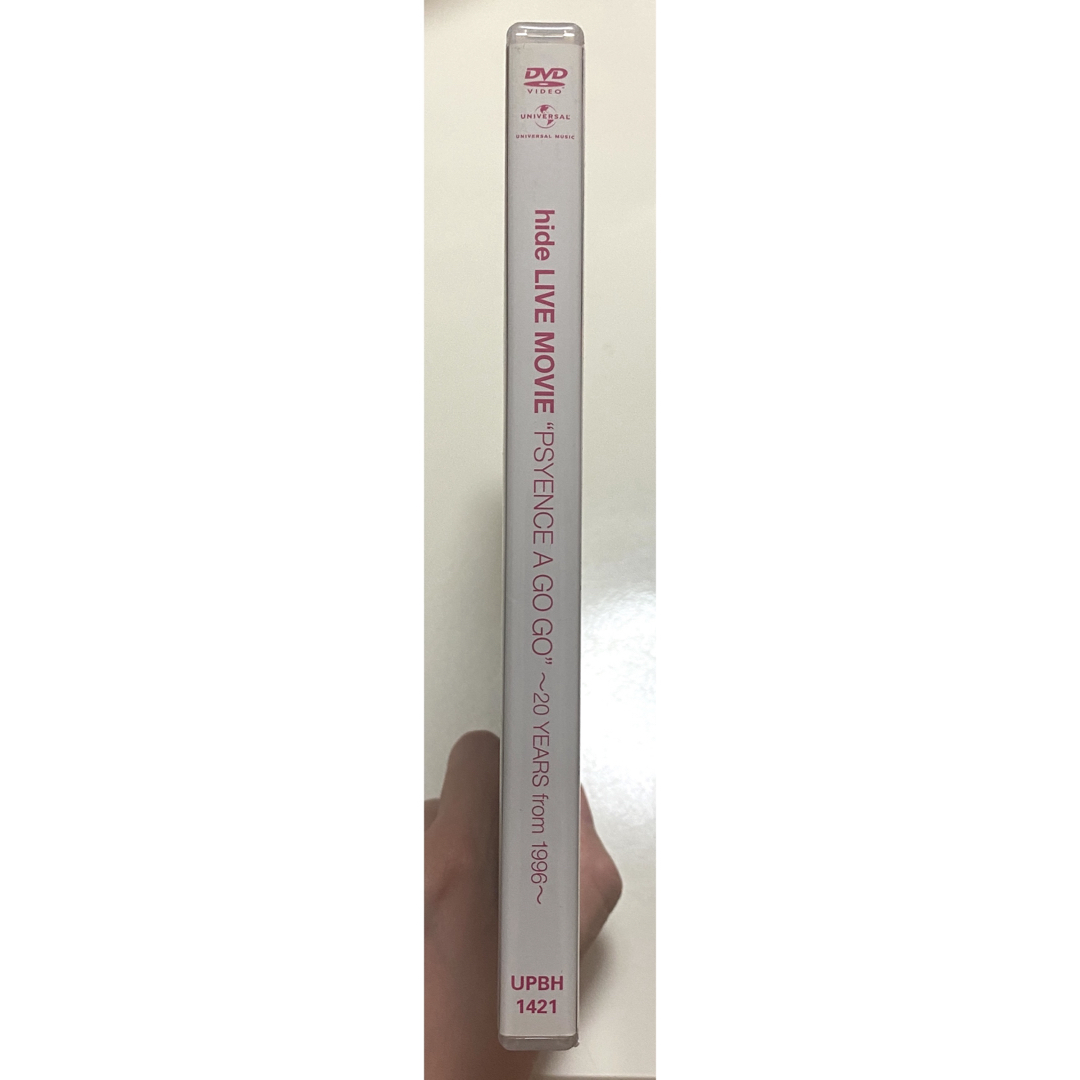 DVD
VIDEO
UNIVERSAL
UNIVERSAL MUSIC
hide LIVE MOVIE “PSYENCE A GO GO” 〜20 YEARS from 1996〜
UPBH
1421